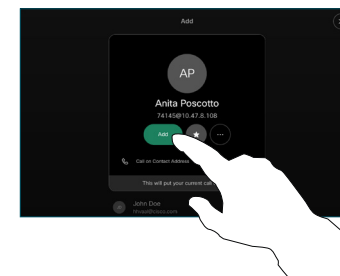 Add
AP
Anita Poscotto
74145@10.47.8.108
Add
Call on Contact Address
This will put your current call
John Doe